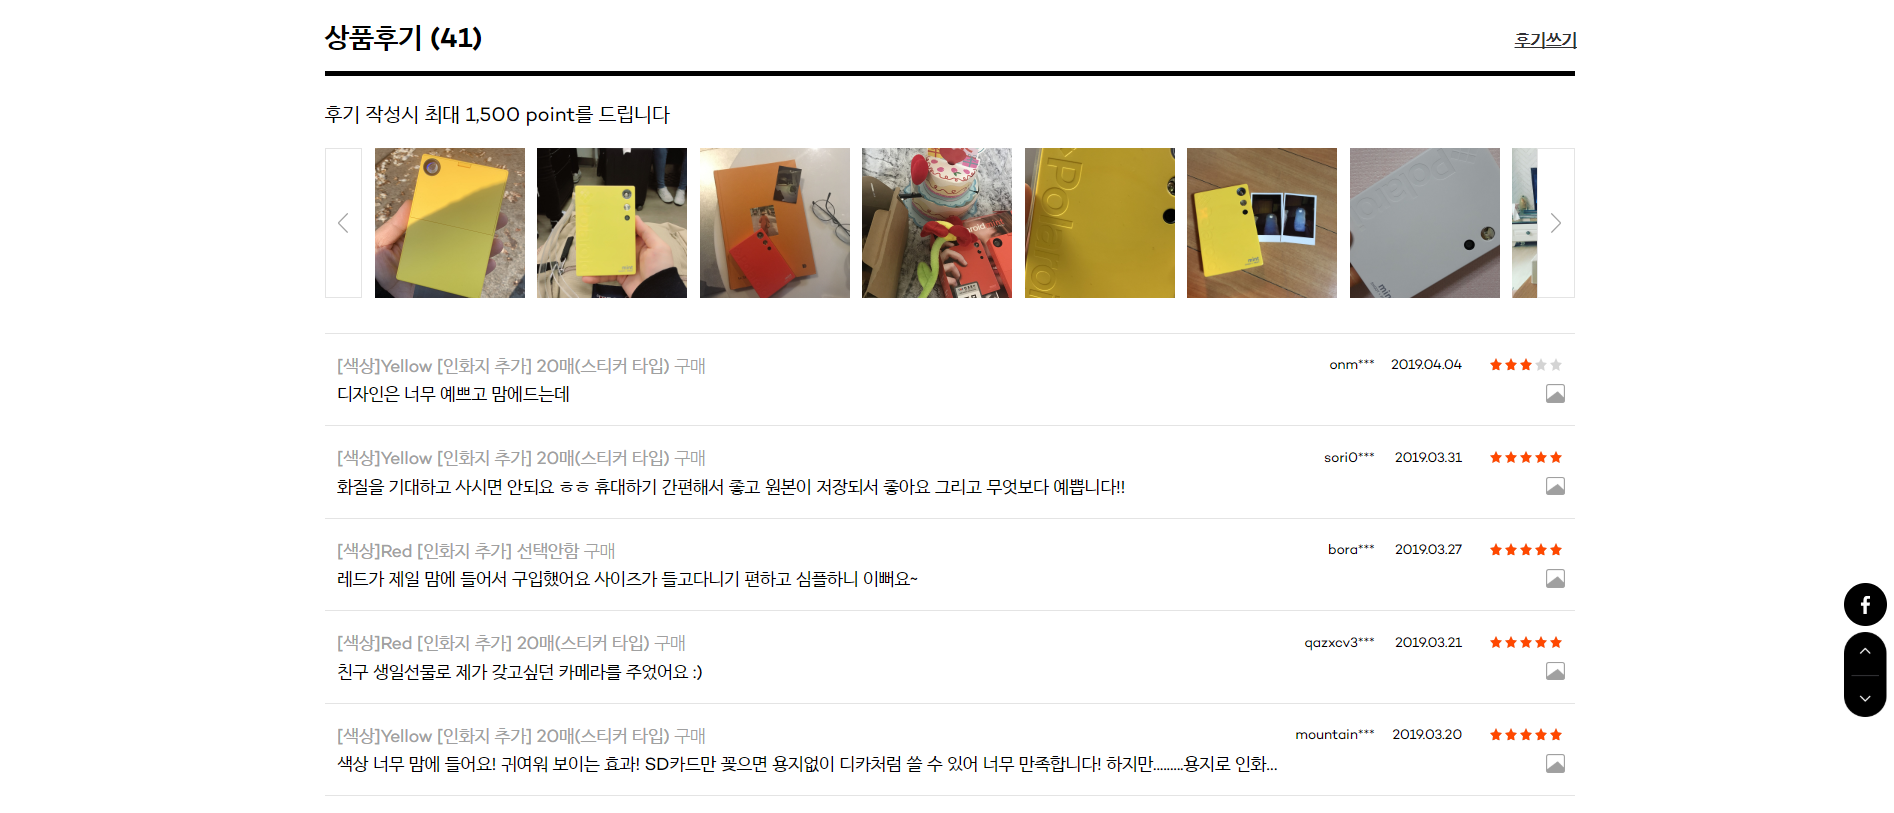 상품후기 (41)
후기쓰기
후기 작성시 최대 1,500 point를 드립니다
Polaroid
[색상]Yellow [인화지 추가] 20매(스티커 타입) 구매
onm*** 2019.04.04
디자인은 너무 예쁘고 맘에드는데
[색상]Yellow [인화지 추가] 20매(스티커 타입) 구매
sori0*** 2019.03.31
화질을 기대하고 사시면 안되요 ㅎㅎ 휴대하기 간편해서 좋고 원본이 저장되서 좋아요 그리고 무엇보다 예쁩니다!!
[색상]Red [인화지 추가] 선택안함 구매
bora*** 2019.03.27
레드가 제일 맘에 들어서 구입했어요 사이즈가 들고다니기 편하고 심플하니 이뻐요~
[색상]Red [인화지 추가] 20매(스티커 타입) 구매
qazxcv3*** 2019.03.21
친구 생일선물로 제가 갖고싶던 카메라를 주었어요 :)
[색상]Yellow [인화지 추가] 20매(스티커 타입) 구매
mountain*** 2019.03.20
색상 너무 맘에 들어요! 귀여워 보이는 효과! SD카드만 꽂으면 용지없이 디카처럼 쓸 수 있어 너무 만족합니다! 하지만.........용지로 인화...